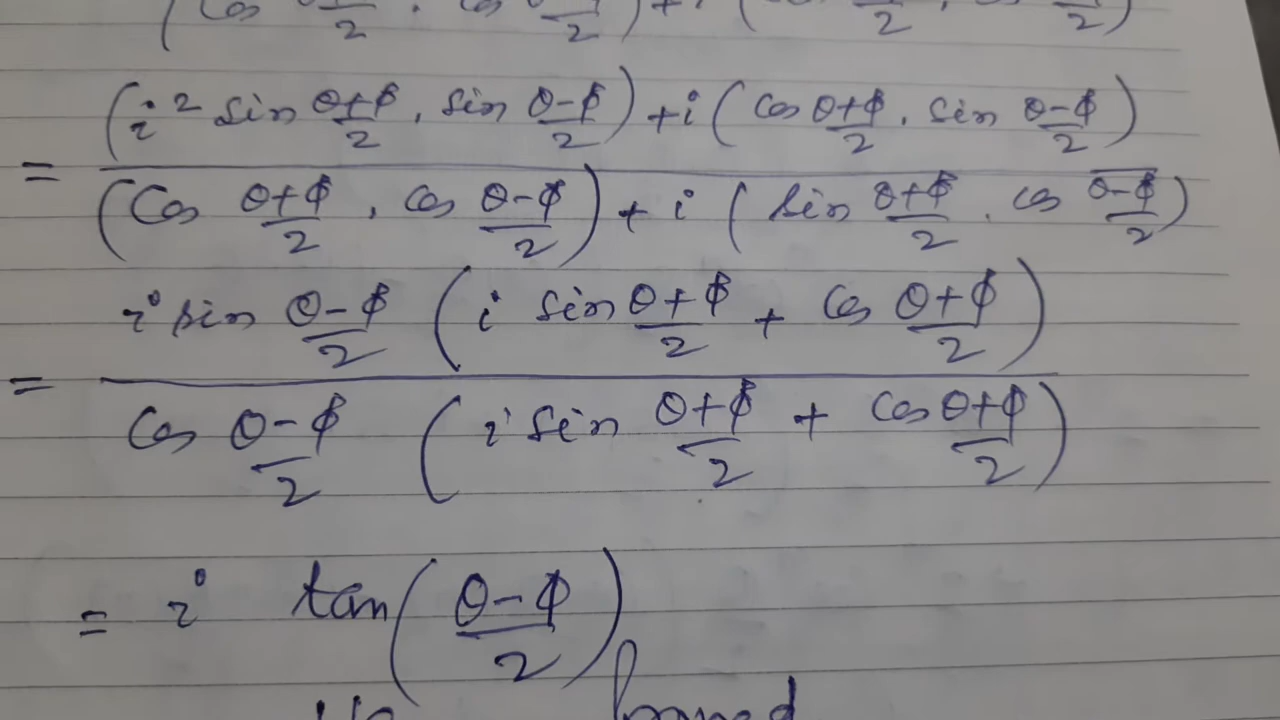 = (i² sin θ+ϕ/2 . sin θ-ϕ/2) + i (cos θ+ϕ/2 . sin θ-ϕ/2)
(Cos θ+ϕ/2 . cos θ-ϕ/2) + i (sin θ+ϕ/2 . cos θ-ϕ/2)
= i sin θ-ϕ/2 (i sin θ+ϕ/2 + cos θ+ϕ/2)
Cos θ-ϕ/2 (i sin θ+ϕ/2 + cos θ+ϕ/2)
= i tan (θ-ϕ/2)